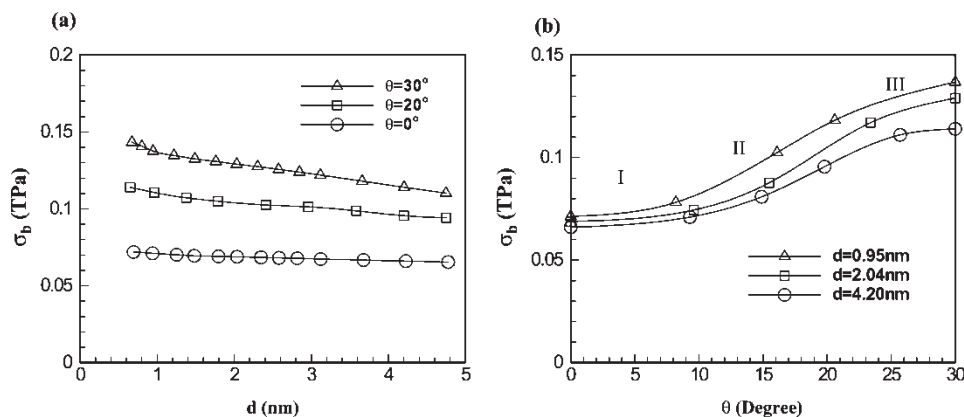 (a)
0.2
0.15
0.1
0.05
0
σb (TPa)
θ=30°
θ=20°
θ=0°
0 1 2 3 4 5
d (nm)
(b)
0.15
0.1
0.05
0
σb (TPa)
I
II
III
d=0.95nm
d=2.04nm
d=4.20nm
0 5 10 15 20 25 30
θ (Degree)